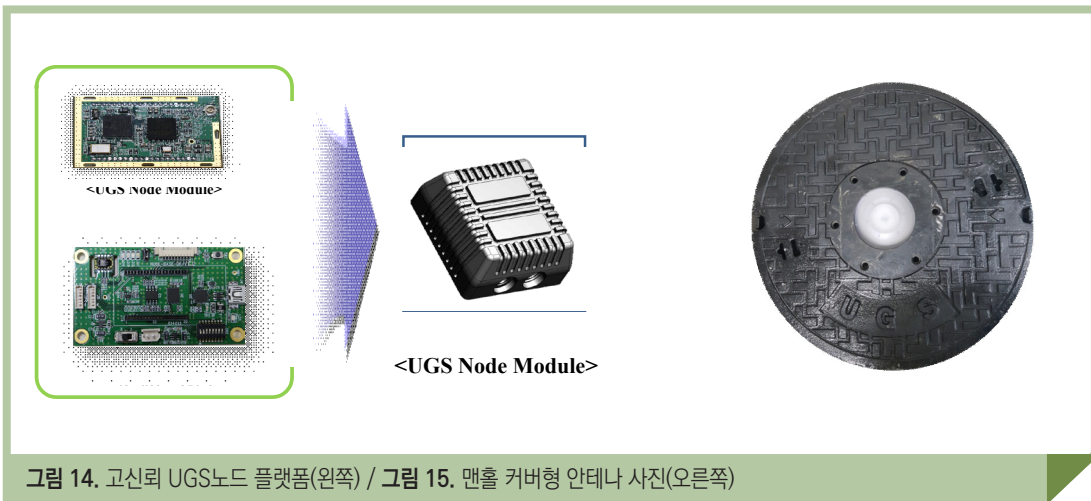 <UGS Node Module>
<UGS Node Module>
UGS
그림 14. 고신뢰 UGS노드 플랫폼(왼쪽) / 그림 15. 맨홀 커버형 안테나 사진(오른쪽)